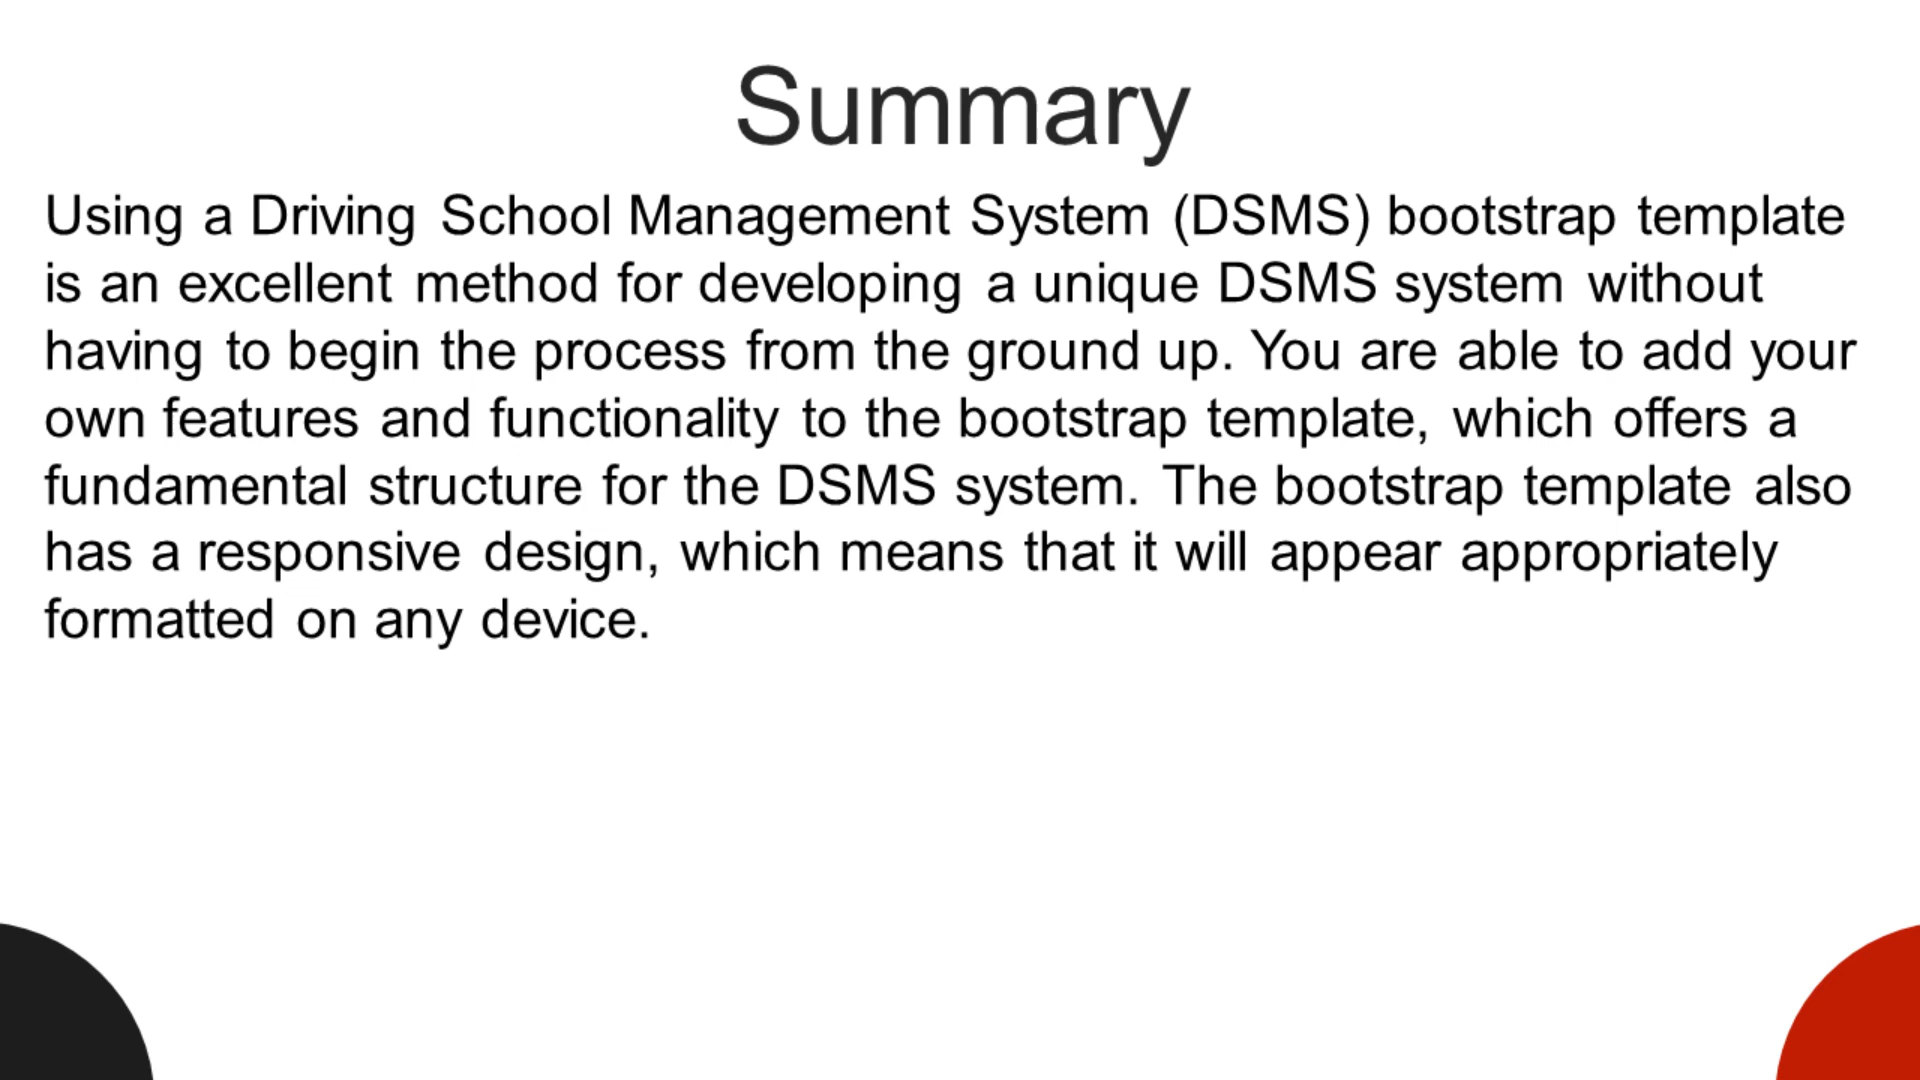 Summary
Using a Driving School Management System (DSMS) bootstrap template
is an excellent method for developing a unique DSMS system without
having to begin the process from the ground up. You are able to add your
own features and functionality to the bootstrap template, which offers a
fundamental structure for the DSMS system. The bootstrap template also
has a responsive design, which means that it will appear appropriately
formatted on any device.